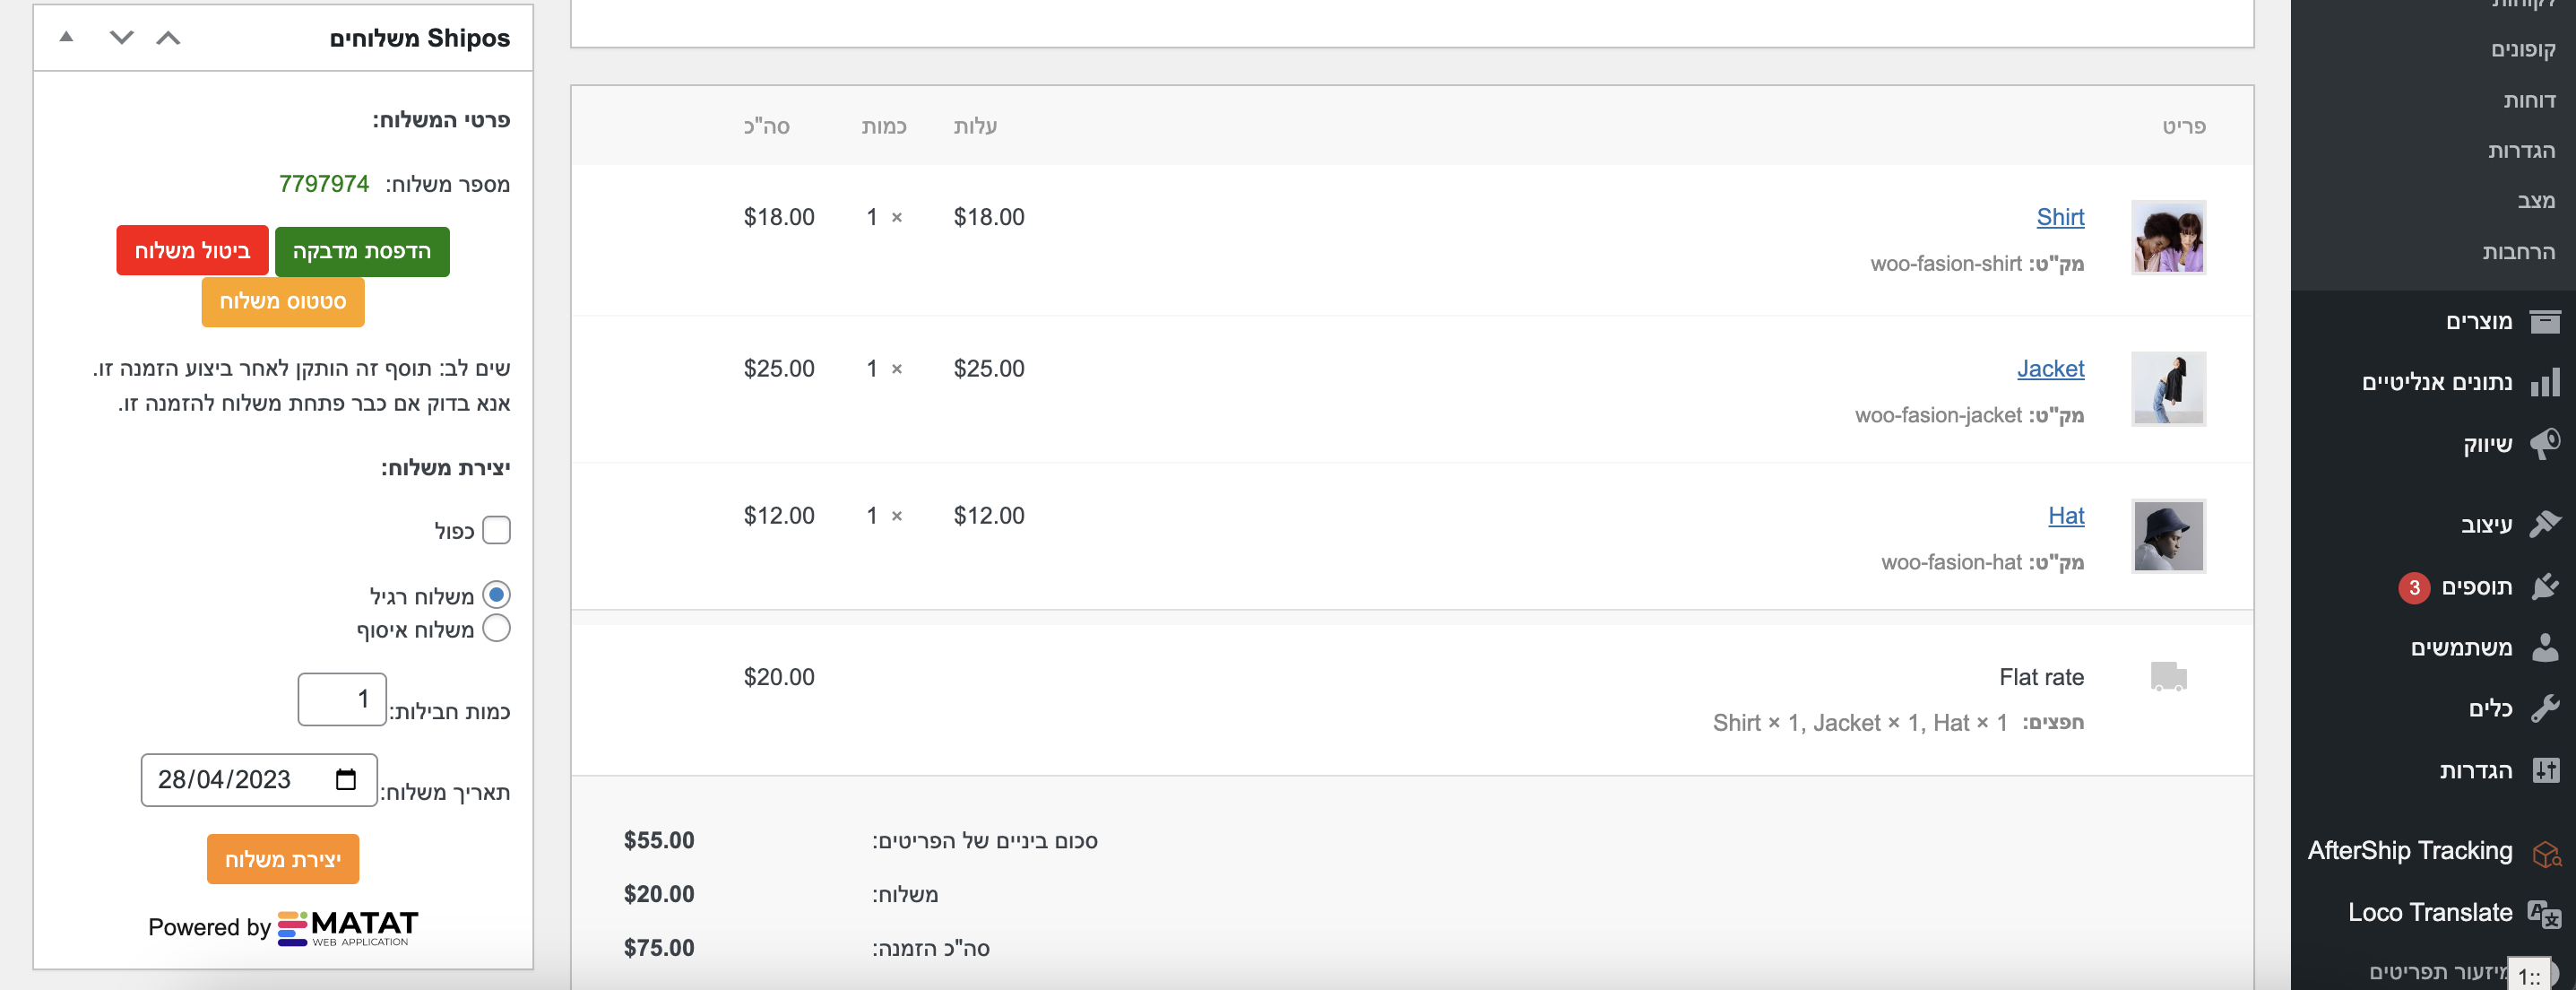 לקוחות
קופונים
דוחות
הגדרות
מצב
הרחבות
מוצרים
נתונים אנליטיים
שיווק
עיצוב
תוספים 3
משתמשים
כלים
הגדרות
AfterShip Tracking
Loco Translate
מיזעור תפריטים
1::
פריט עלות כמות סה"כ
Shirt $18.00 × 1 $18.00
מק"ט: woo-fasion-shirt
Jacket $25.00 × 1 $25.00
מק"ט: woo-fasion-jacket
Hat $12.00 × 1 $12.00
מק"ט: woo-fasion-hat
Flat rate $20.00
חפצים: Shirt × 1, Jacket × 1, Hat × 1
סכום ביניים של הפריטים: $55.00
משלוח: $20.00
סה"כ הזמנה: $75.00
Shipos משלוחים
פרטי המשלוח:
מספר משלוח: 7797974
הדפסת מדבקה ביטול משלוח
סטטוס משלוח
שים לב: תוסף זה הותקן לאחר ביצוע הזמנה זו.
אנא בדוק אם כבר פתחת משלוח להזמנה זו.
יצירת משלוח:
כפול
משלוח רגיל
משלוח איסוף
כמות חבילות: 1
תאריך משלוח: 28/04/2023
יצירת משלוח
Powered by MATAT
WEB APPLICATION